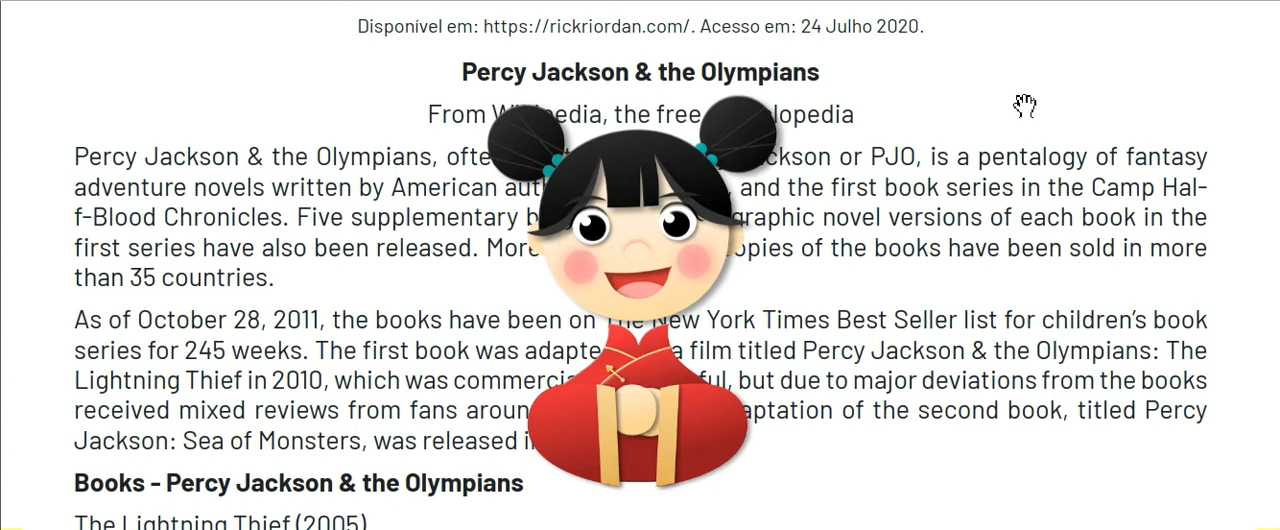 Disponível em: https://rickriordan.com/. Acesso em: 24 Julho 2020.
Percy Jackson & the Olympians
From edia, the free lopedia
Percy Jackson & the Olympians, ckson or PJO, is a pentalogy of fantasy
adventure novels written by American and the first book series in the Camp Hal-
f-Blood Chronicles. Five supplementary graphic novel versions of each book in the
first series have also been released. opies of the books have been sold in more
than 35 countries.
As of October 28, 2011, the books have been on The New York Times Best Seller list for children's book
series for 245 weeks. The first book was a film titled Percy Jackson & the Olympians: The
Lightning Thief in 2010, which was but due to major deviations from the books
received mixed reviews from fans aptation of the second book, titled Percy
Jackson: Sea of Monsters, was released
Books - Percy Jackson & the Olympians
The Lightning Thief (2005)